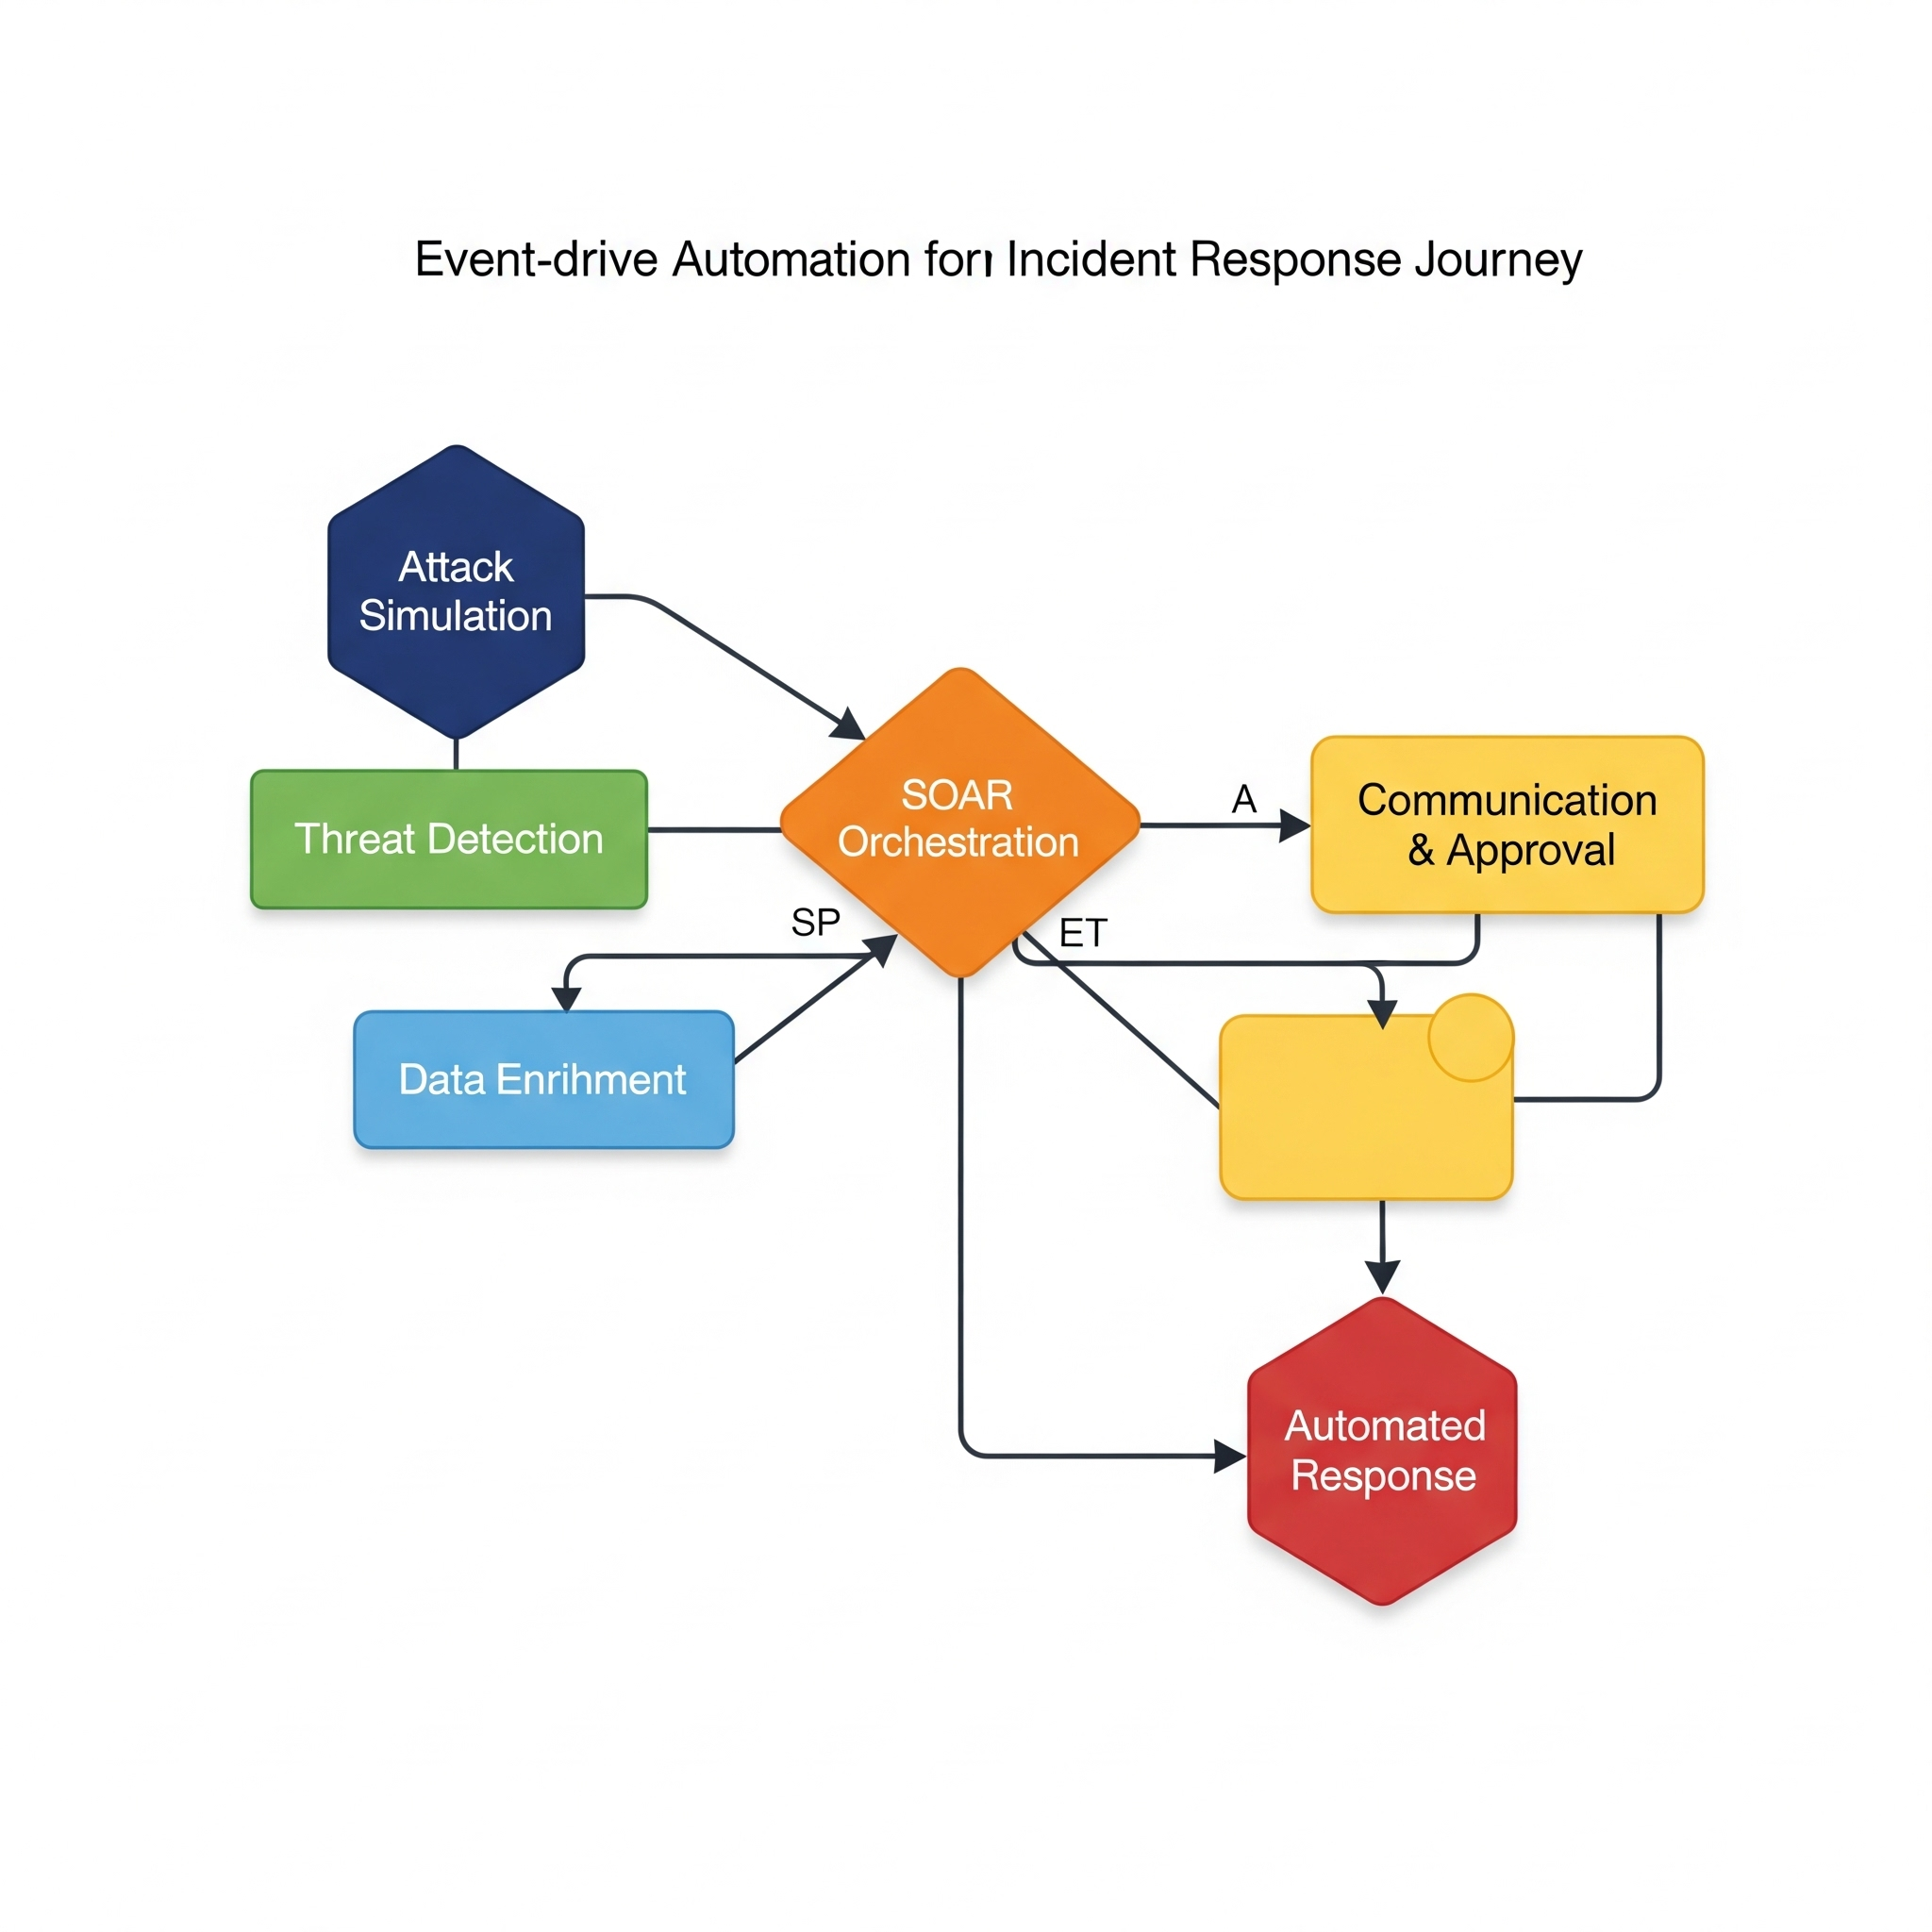 Event-drive Automation for Incident Response Journey
Attack
Simulation
Threat Detection
SOAR
Orchestration
A
Communication
& Approval
SP
ET
Data Enrihment
Automated
Response